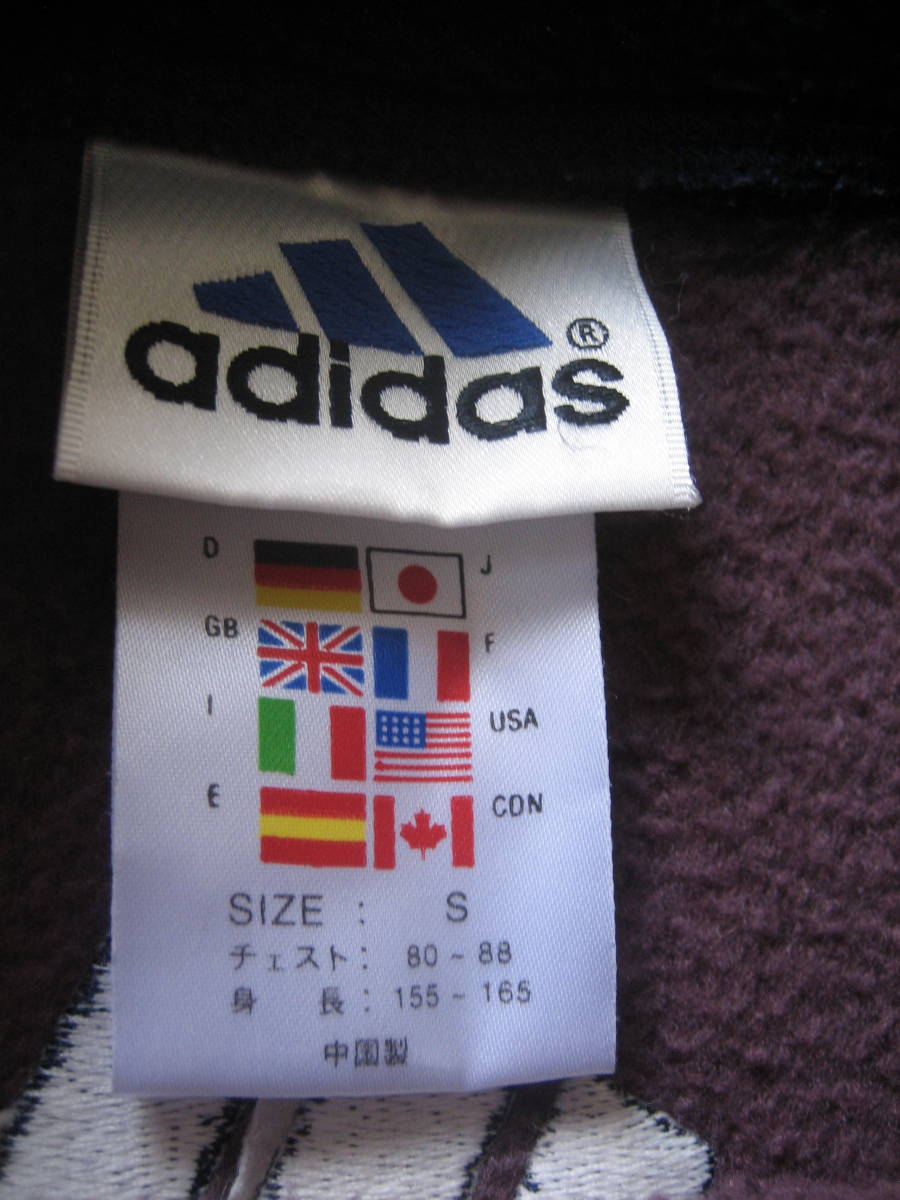 adidas®
D J
GB F
I USA
E CDN
SIZE : S
チェスト: 80 ~ 88
身 長: 155 ~ 165
中国製